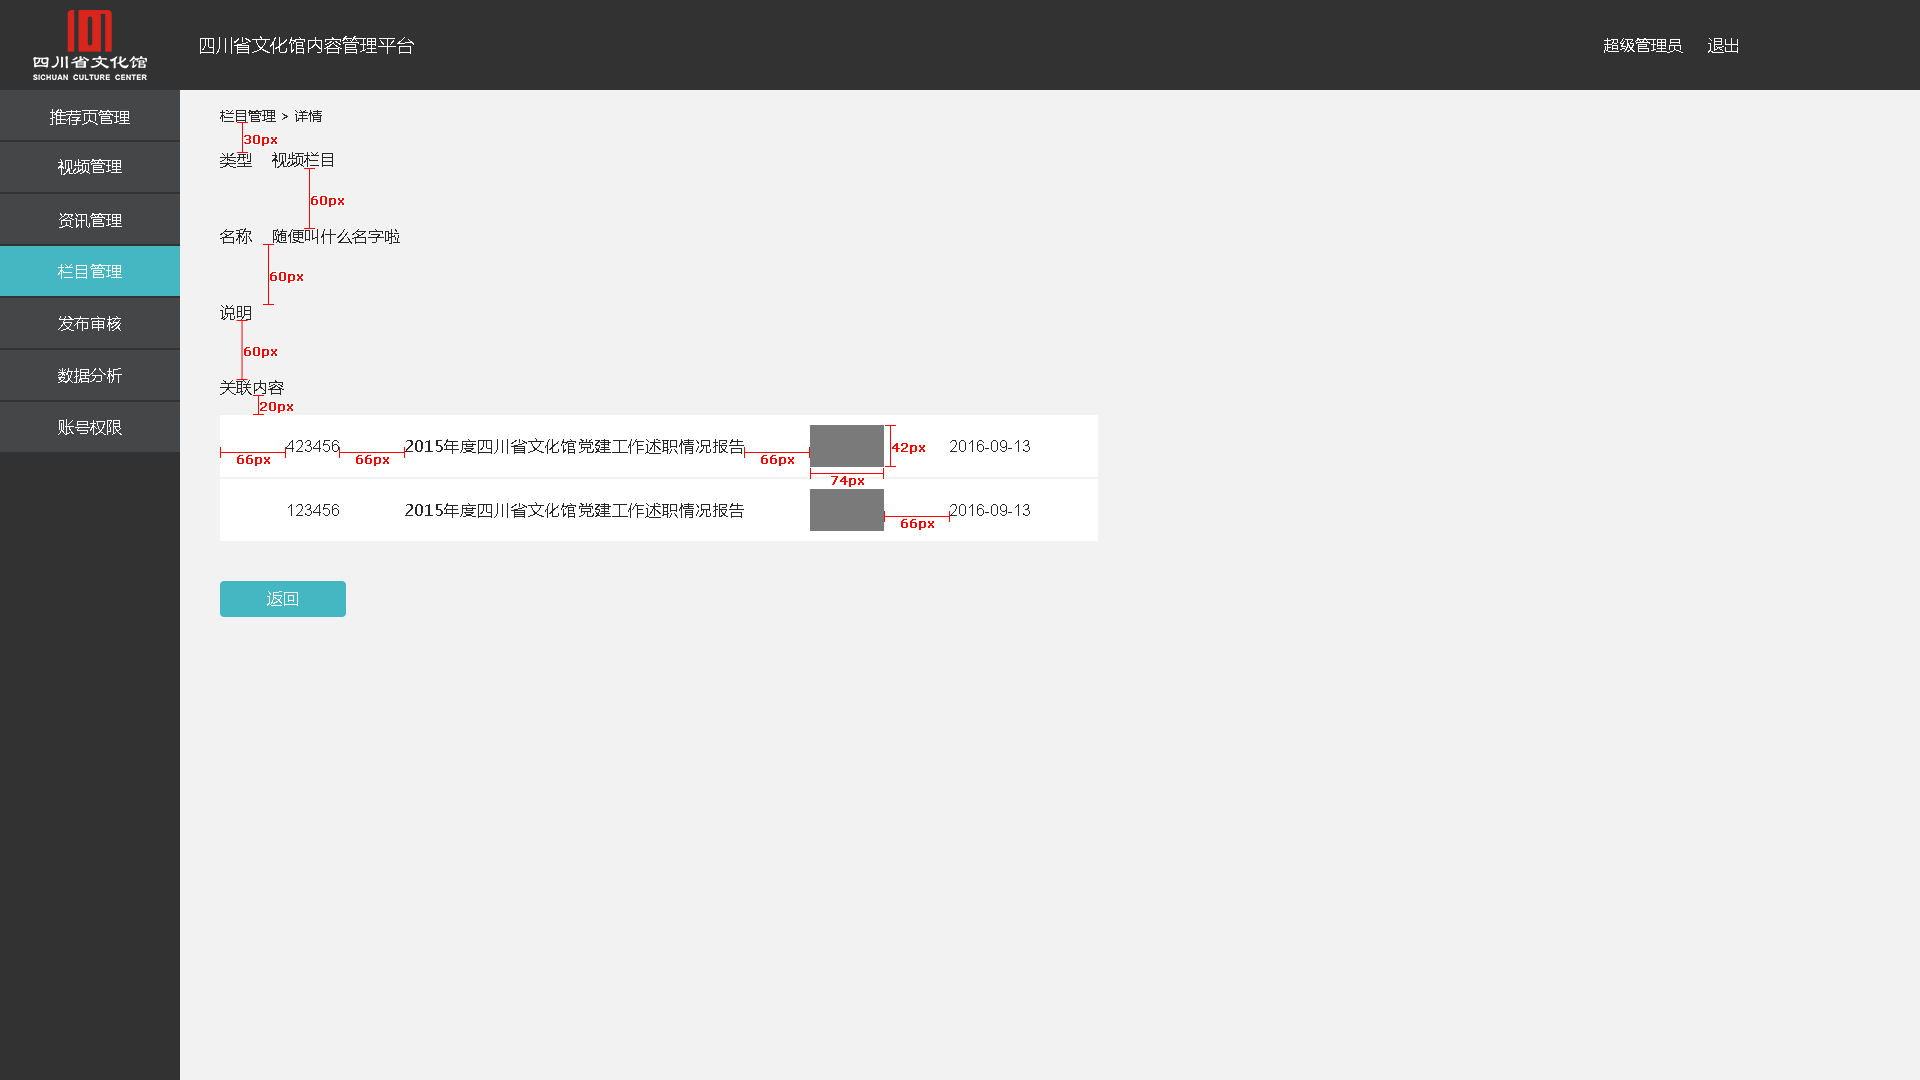 四川省文化馆
SICHUAN CULTURE CENTER
四川省文化馆内容管理平台
超级管理员 退出
推荐页管理
视频管理
资讯管理
栏目管理
发布审核
数据分析
账号权限
栏目管理 > 详情
30px
类型 视频栏目
60px
名称 随便叫什么名字啦
60px
说明
60px
关联内容
20px
423456 2015年度四川省文化馆党建工作述职情况报告 42px 2016-09-13
66px 66px 66px
74px
123456 2015年度四川省文化馆党建工作述职情况报告 2016-09-13
66px
返回